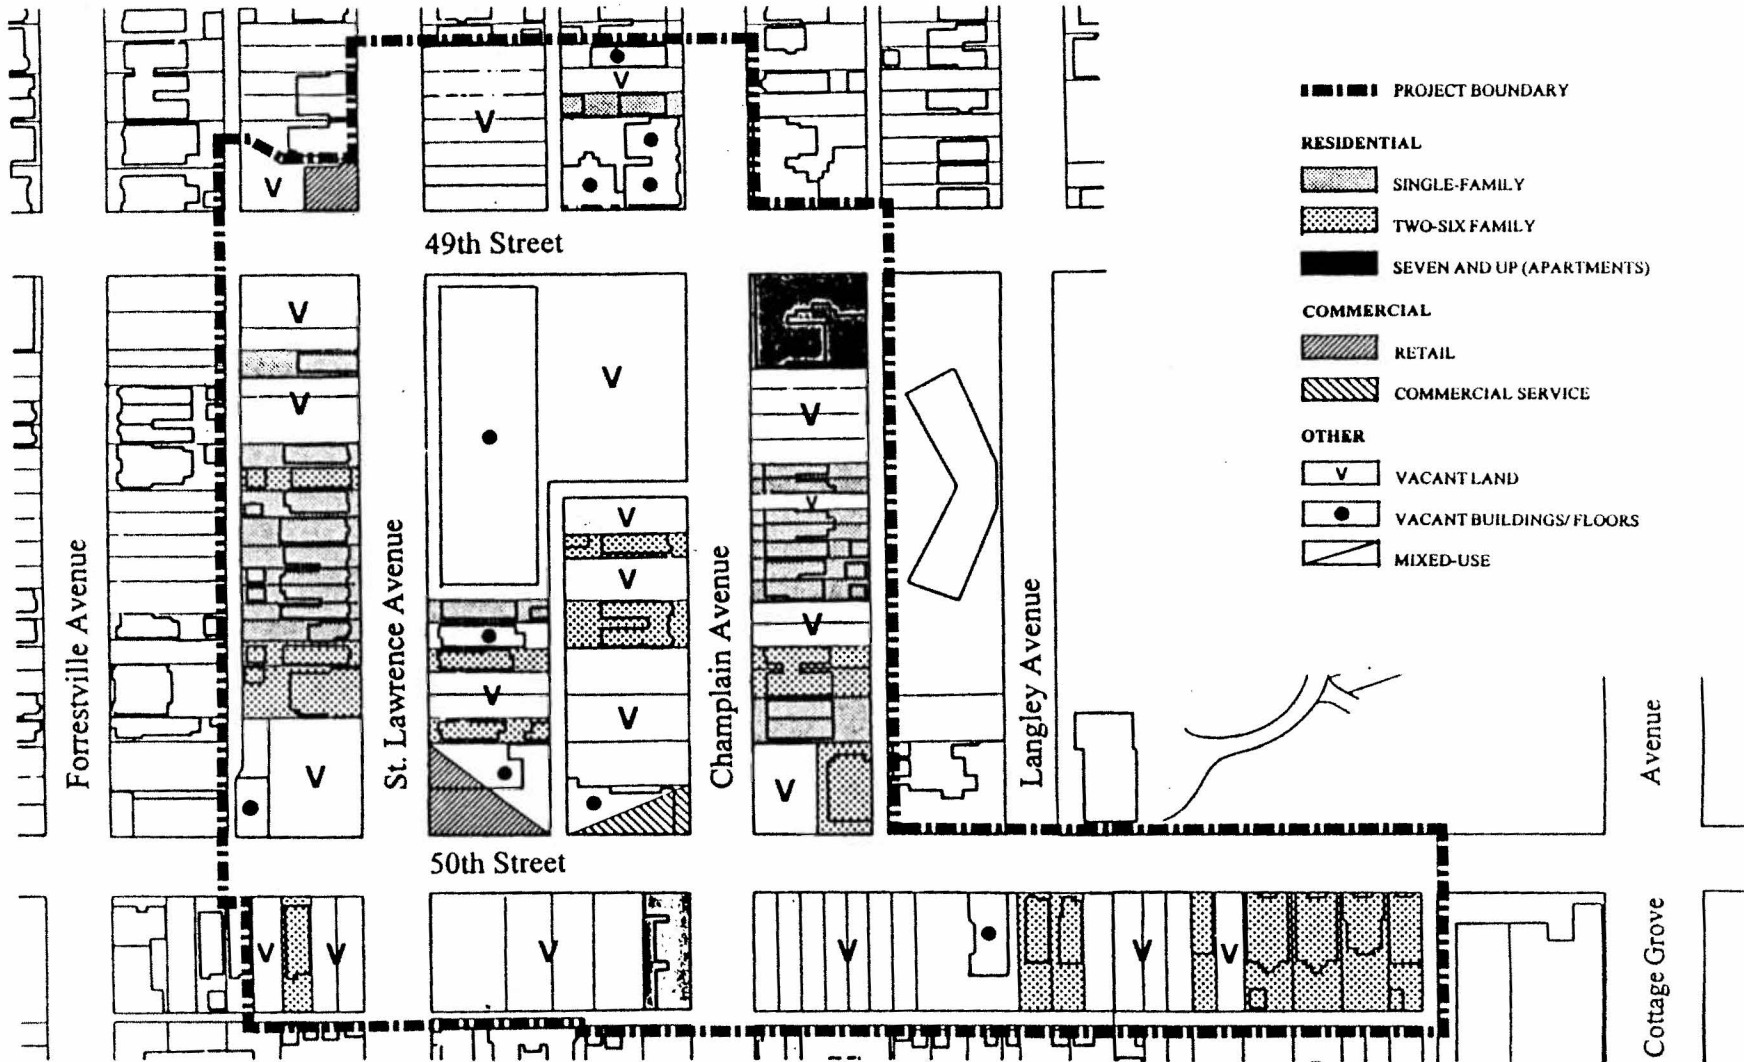 PROJECT BOUNDARY
RESIDENTIAL
SINGLE-FAMILY
TWO-SIX FAMILY
SEVEN AND UP (APARTMENTS)
COMMERCIAL
RETAIL
COMMERCIAL SERVICE
OTHER
V VACANT LAND
VACANT BUILDINGS/ FLOORS
MIXED-USE
V
V
V
V
49th Street
V
V
V
V
V
V
V
V
V
V
V
V
V
Forrestville Avenue
St. Lawrence Avenue
Champlain Avenue
Langley Avenue
Cottage Grove Avenue
50th Street
V
V
V
V
V
V